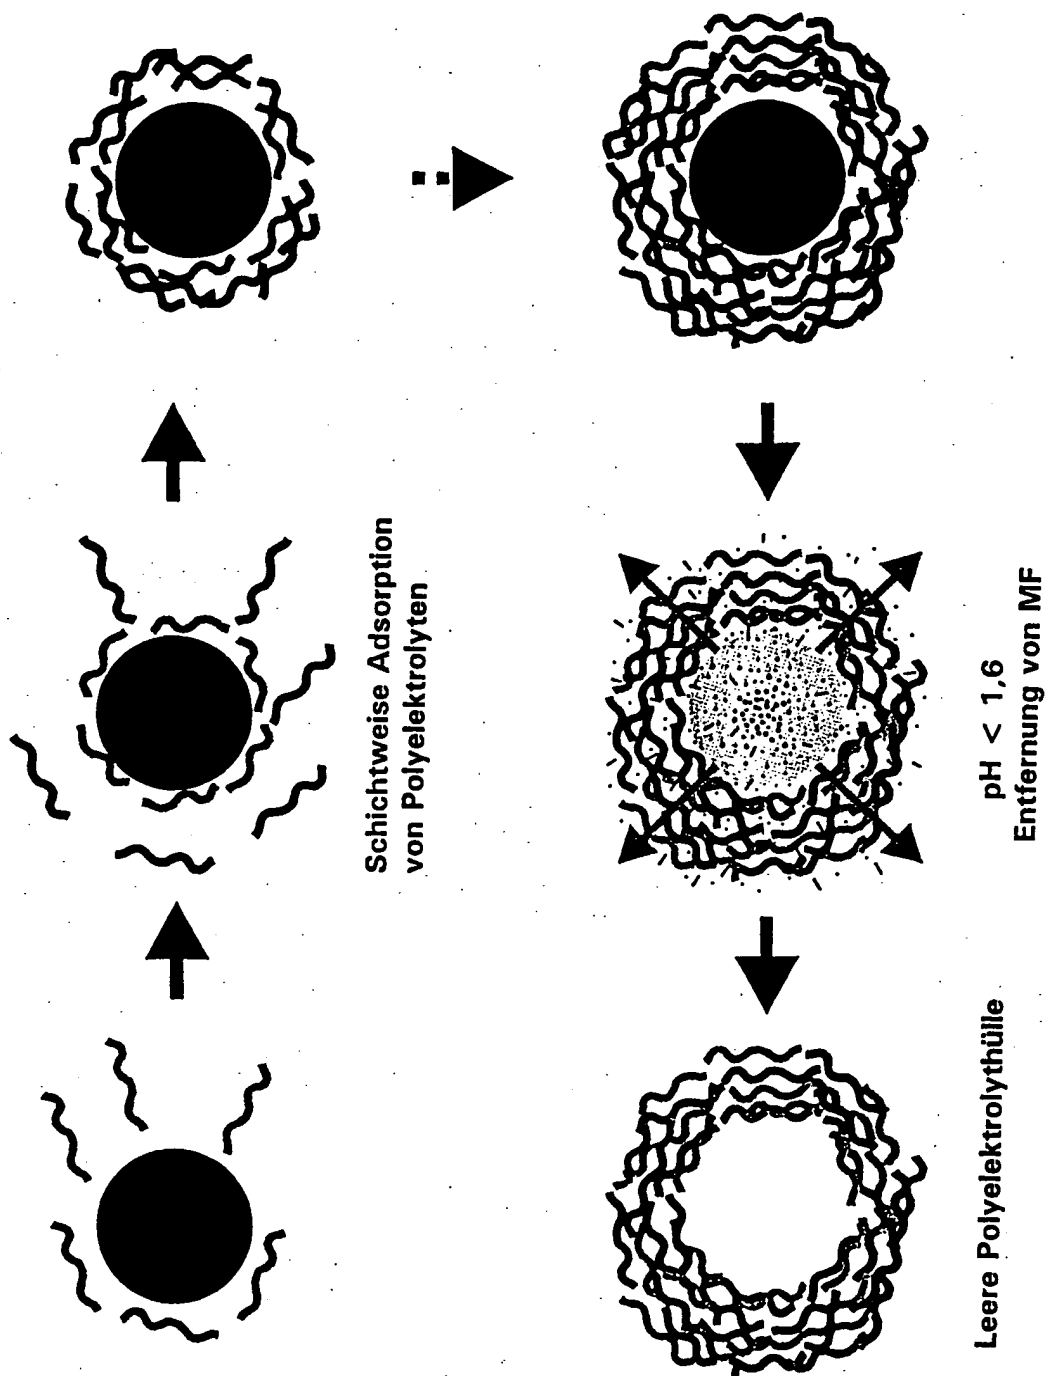 Schichtweise Adsorption
von Polyelektrolyten
Leere Polyelektrolythülle
pH < 1,6
Entfernung von MF